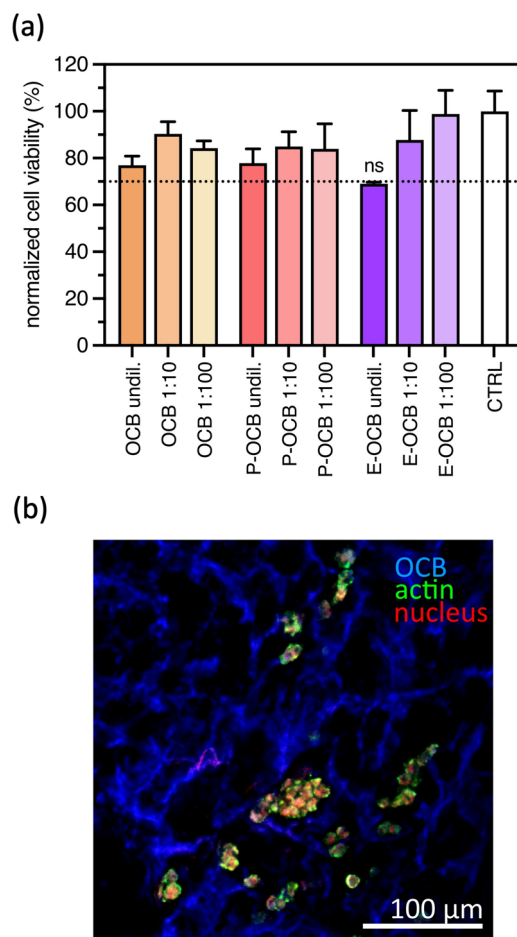 (a)
normalized cell viability (%)
120
100
80
60
40
20
0
ns
OCB undil.
OCB 1:10
OCB 1:100
P-OCB undil.
P-OCB 1:10
P-OCB 1:100
E-OCB undil.
E-OCB 1:10
E-OCB 1:100
CTRL
(b)
OCB
actin
nucleus
100 µm